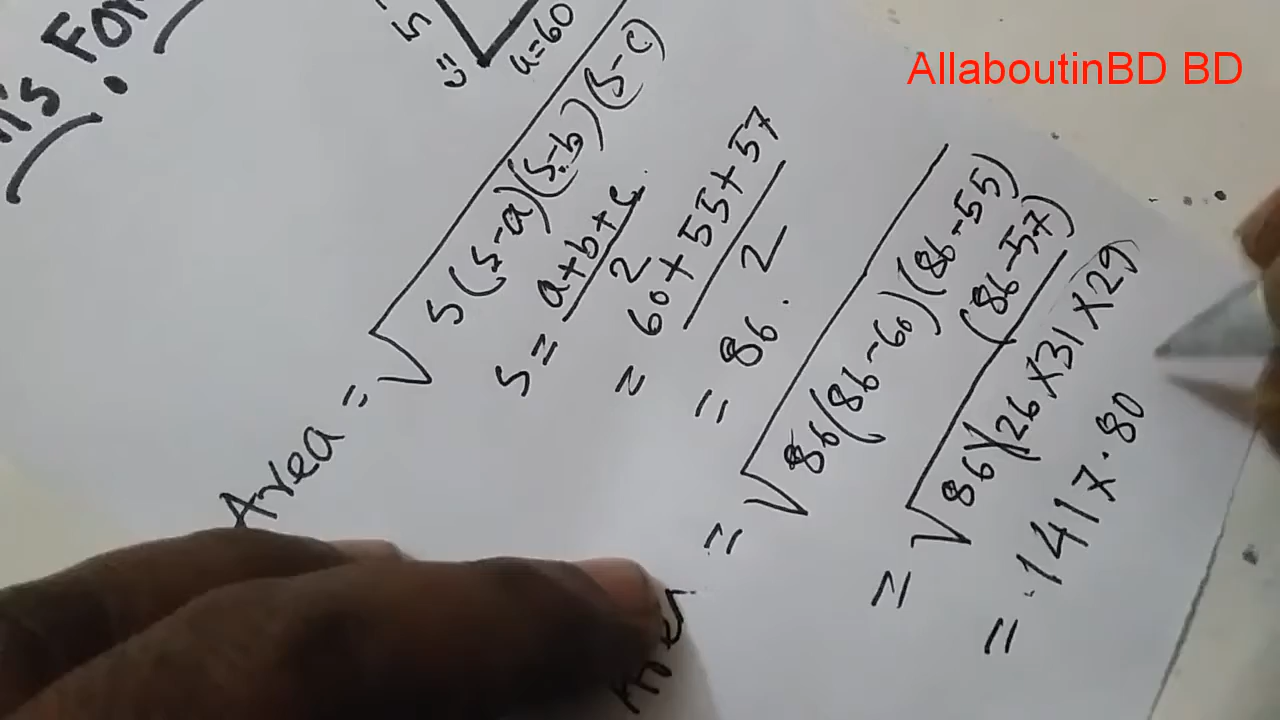 AllaboutinBD BD
a=60
Area = √s(s-a)(s-b)(s-c)
s = a+b+c
2
= 60+55+57
2
= 86.
= √86(86-60)(86-55)
(86-57)
= √86×26×31×29
= 1417.80